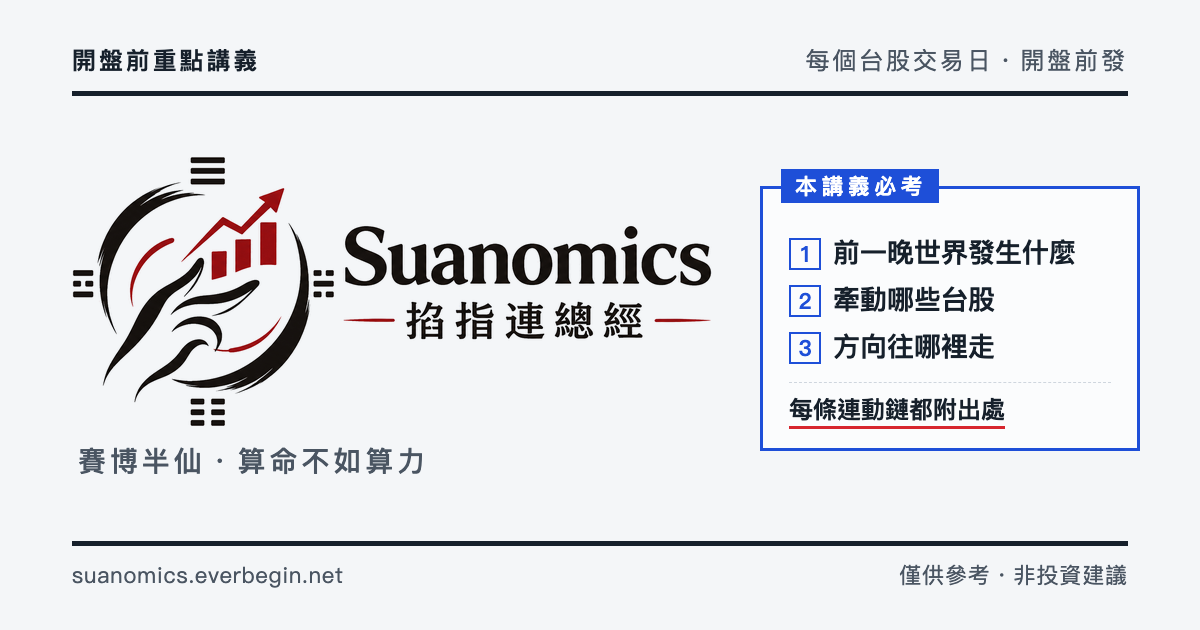 開盤前重點講義
每個台股交易日 · 開盤前發
Suanomics
掐指連總經
賽博半仙 · 算命不如算力
本講義必考
1 前一晚世界發生什麼
2 牽動哪些台股
3 方向往哪裡走
每條連動鏈都附出處
suanomics.everbegin.net
僅供參考 · 非投資建議